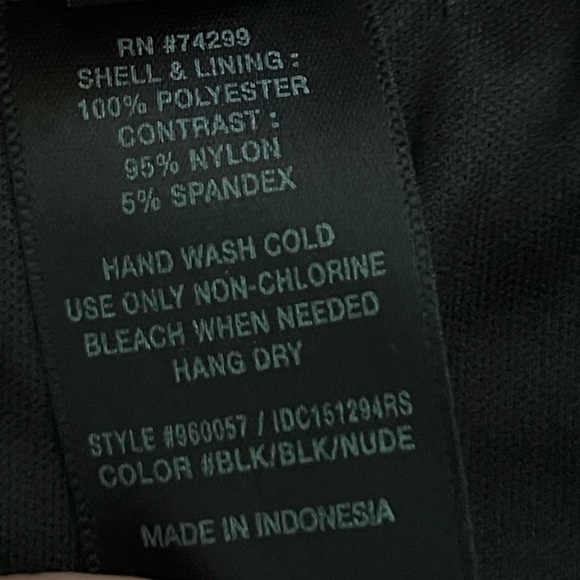 RN #74299
SHELL & LINING :
100% POLYESTER
CONTRAST :
95% NYLON
5% SPANDEX
HAND WASH COLD
USE ONLY NON-CHLORINE
BLEACH WHEN NEEDED
HANG DRY
STYLE #960057 / IDC151294RS
COLOR #BLK/BLK/NUDE
MADE IN INDONESIA